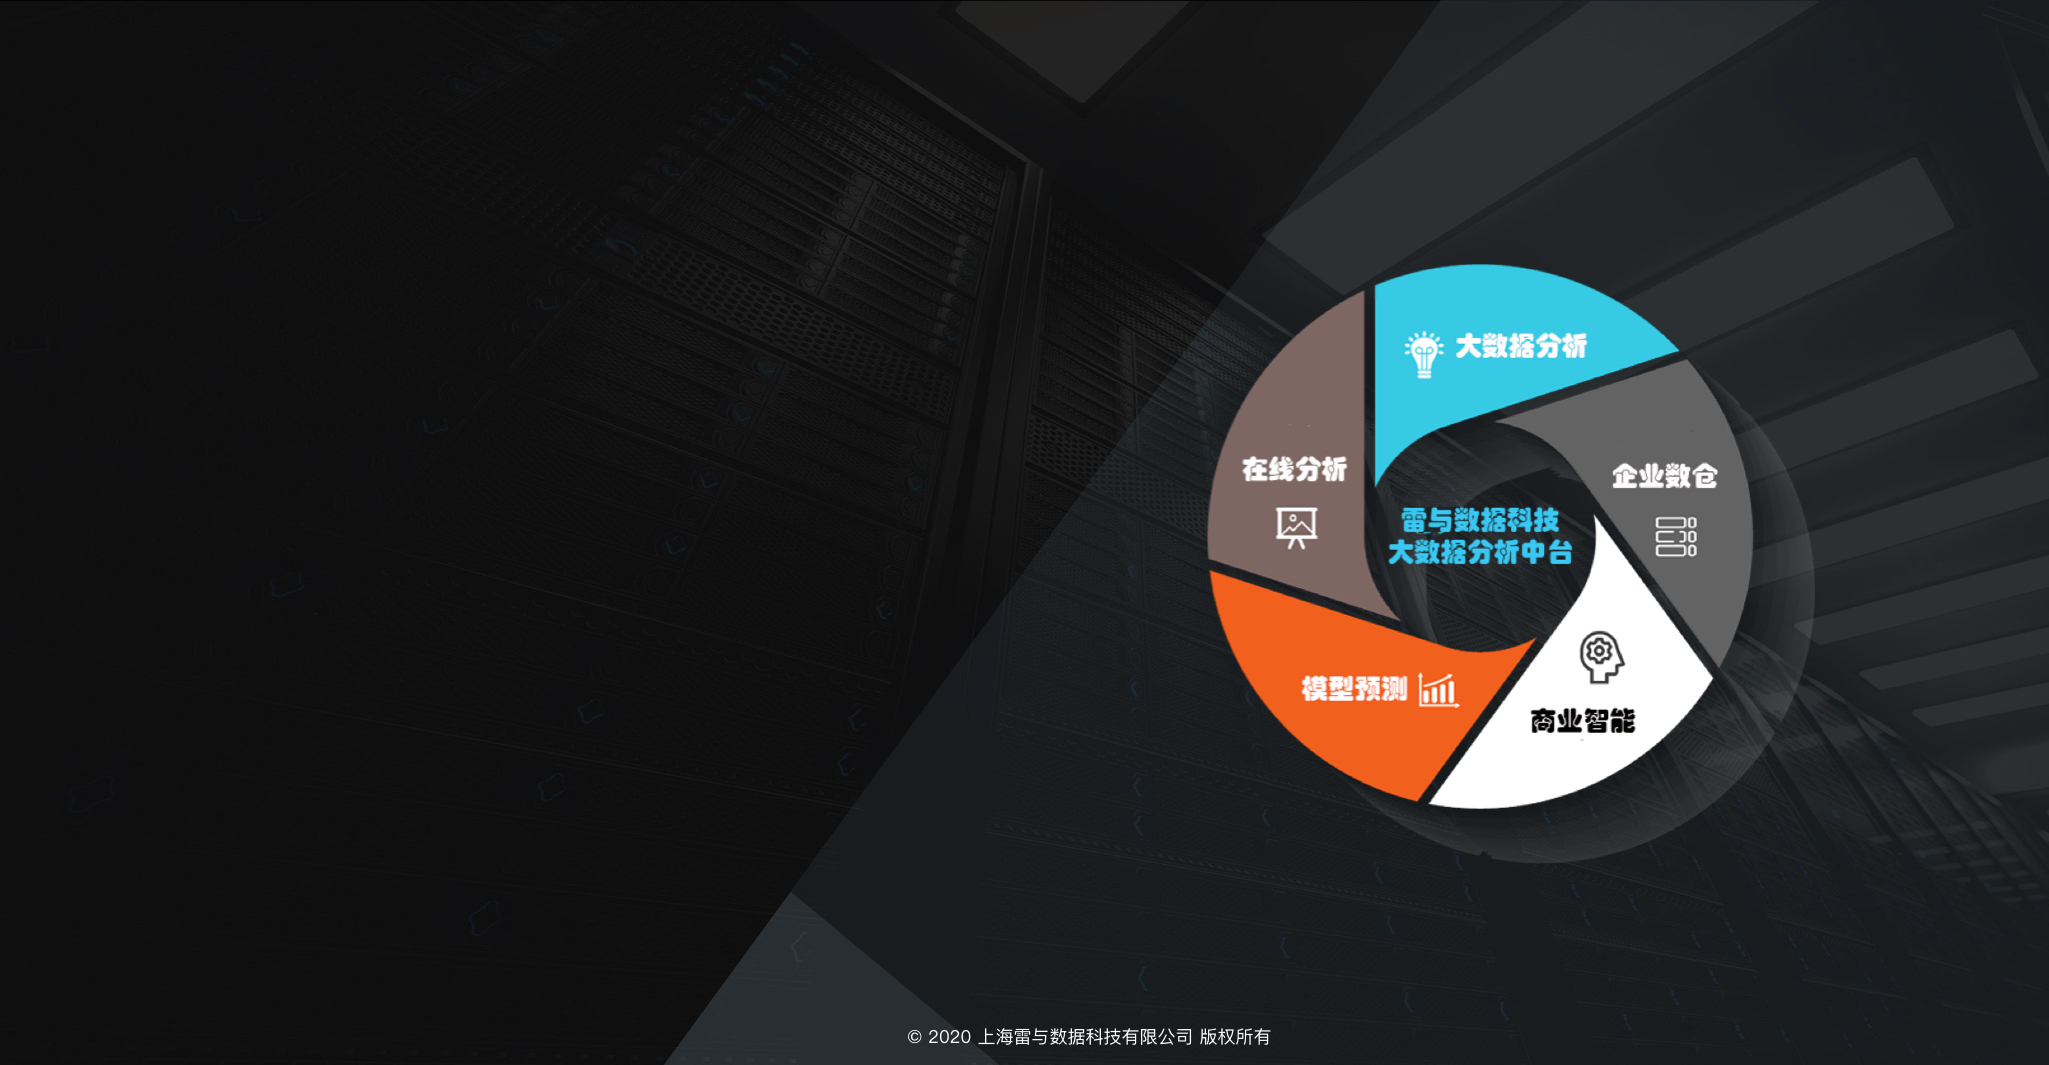 大数据分析
在线分析
企业数仓
雷与数据科技
大数据分析中台
模型预测
商业智能
© 2020 上海雷与数据科技有限公司 版权所有